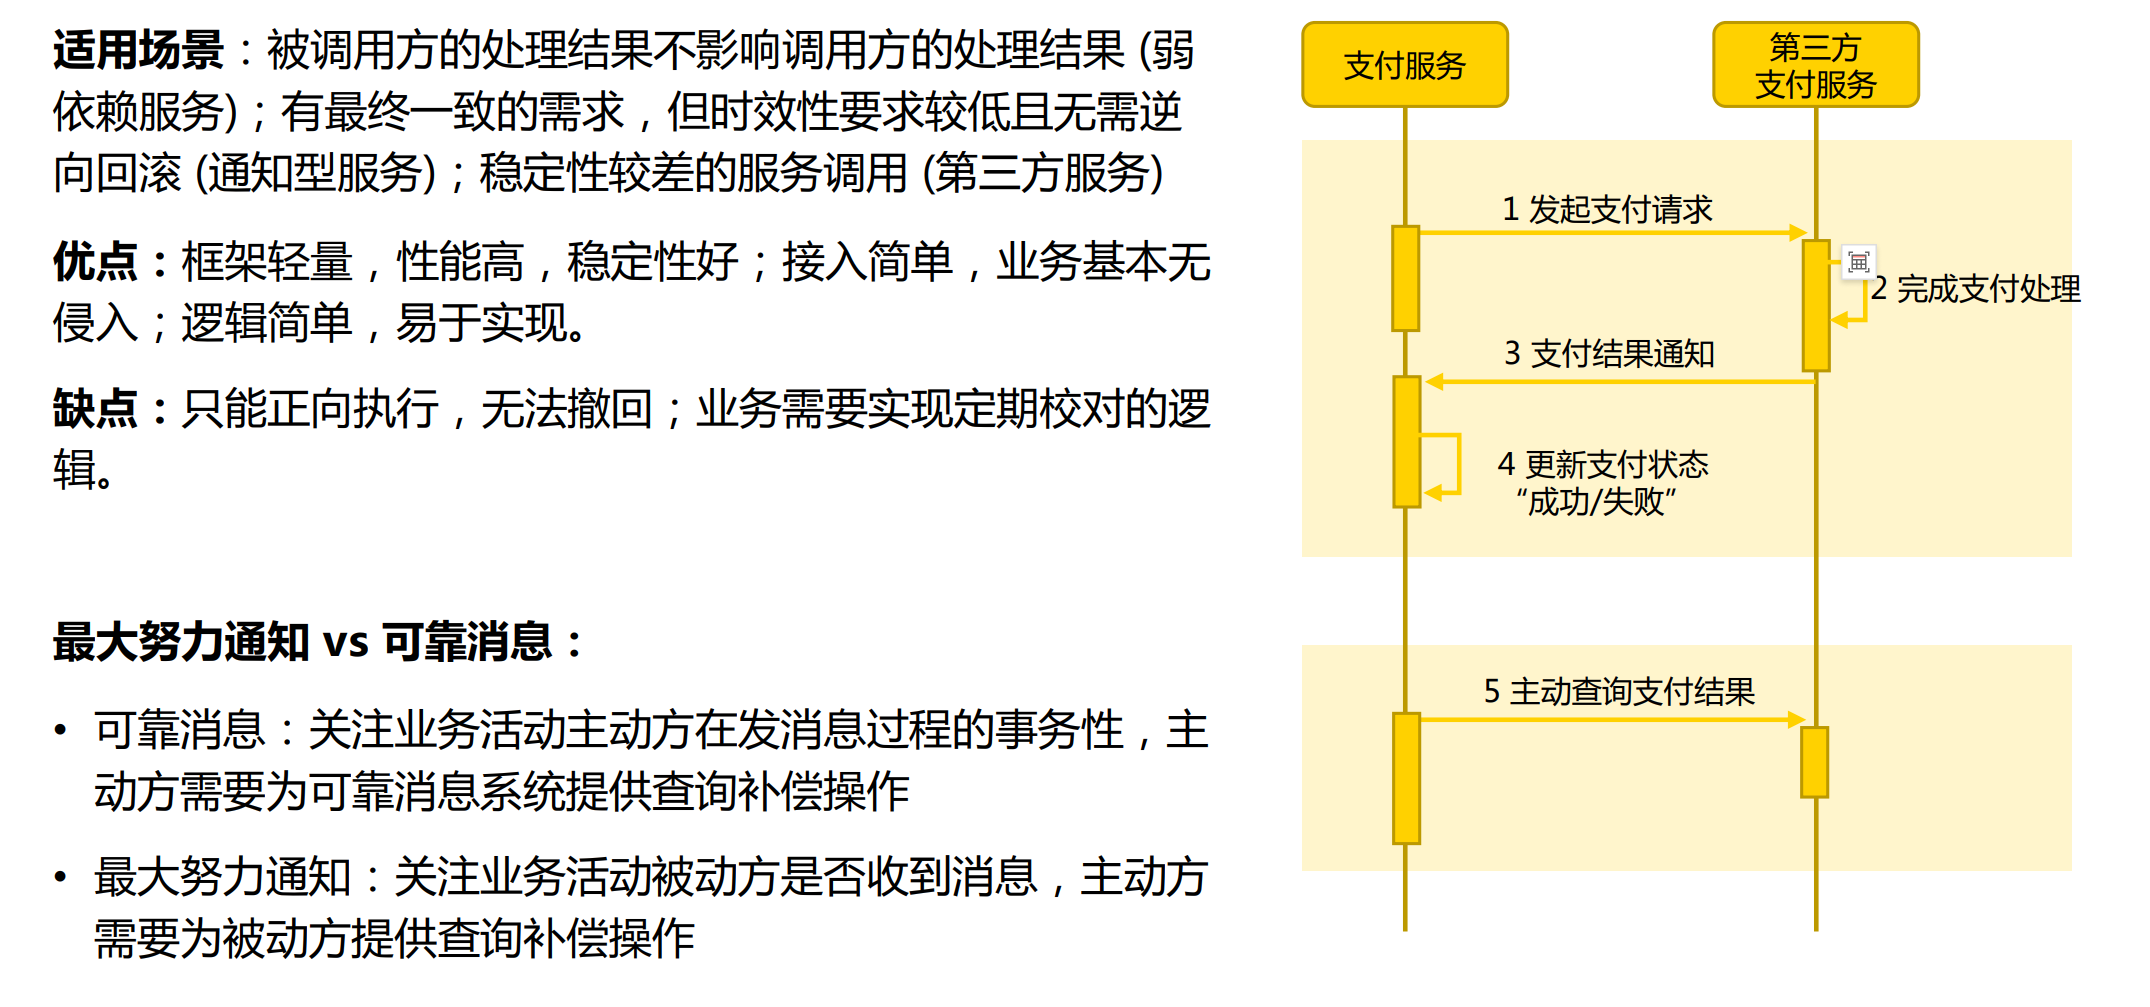 适用场景：被调用方的处理结果不影响调用方的处理结果 (弱
依赖服务)；有最终一致的需求，但时效性要求较低且无需逆
向回滚 (通知型服务)；稳定性较差的服务调用 (第三方服务)
优点：框架轻量，性能高，稳定性好；接入简单，业务基本无
侵入；逻辑简单，易于实现。
缺点：只能正向执行，无法撤回；业务需要实现定期校对的逻
辑。
最大努力通知 vs 可靠消息：
• 可靠消息：关注业务活动主动方在发消息过程的事务性，主
动方需要为可靠消息系统提供查询补偿操作
• 最大努力通知：关注业务活动被动方是否收到消息，主动方
需要为被动方提供查询补偿操作
支付服务
第三方
支付服务
1 发起支付请求
2 完成支付处理
3 支付结果通知
4 更新支付状态
“成功/失败”
5 主动查询支付结果